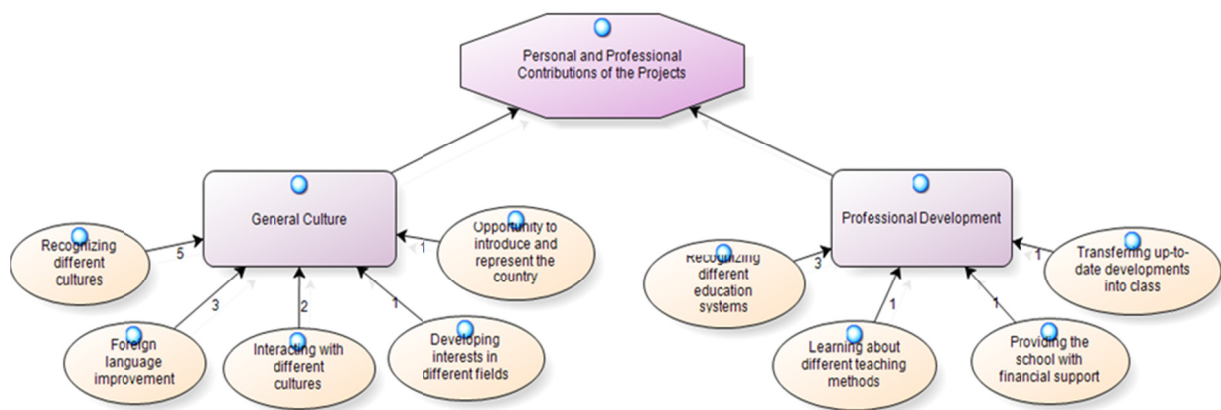 Personal and Professional
Contributions of the Projects
General Culture
Professional Development
Recognizing
different
cultures
5
Foreign
language
improvement
3
Interacting with
different
cultures
2
Developing
interests in
different fields
1
Opportunity to
introduce and
represent the
country
1
Recognizing
different
education
systems
3
Learning about
different teaching
methods
1
Providing the
school with
financial support
1
Transferring up-to-
date developments
into class
1